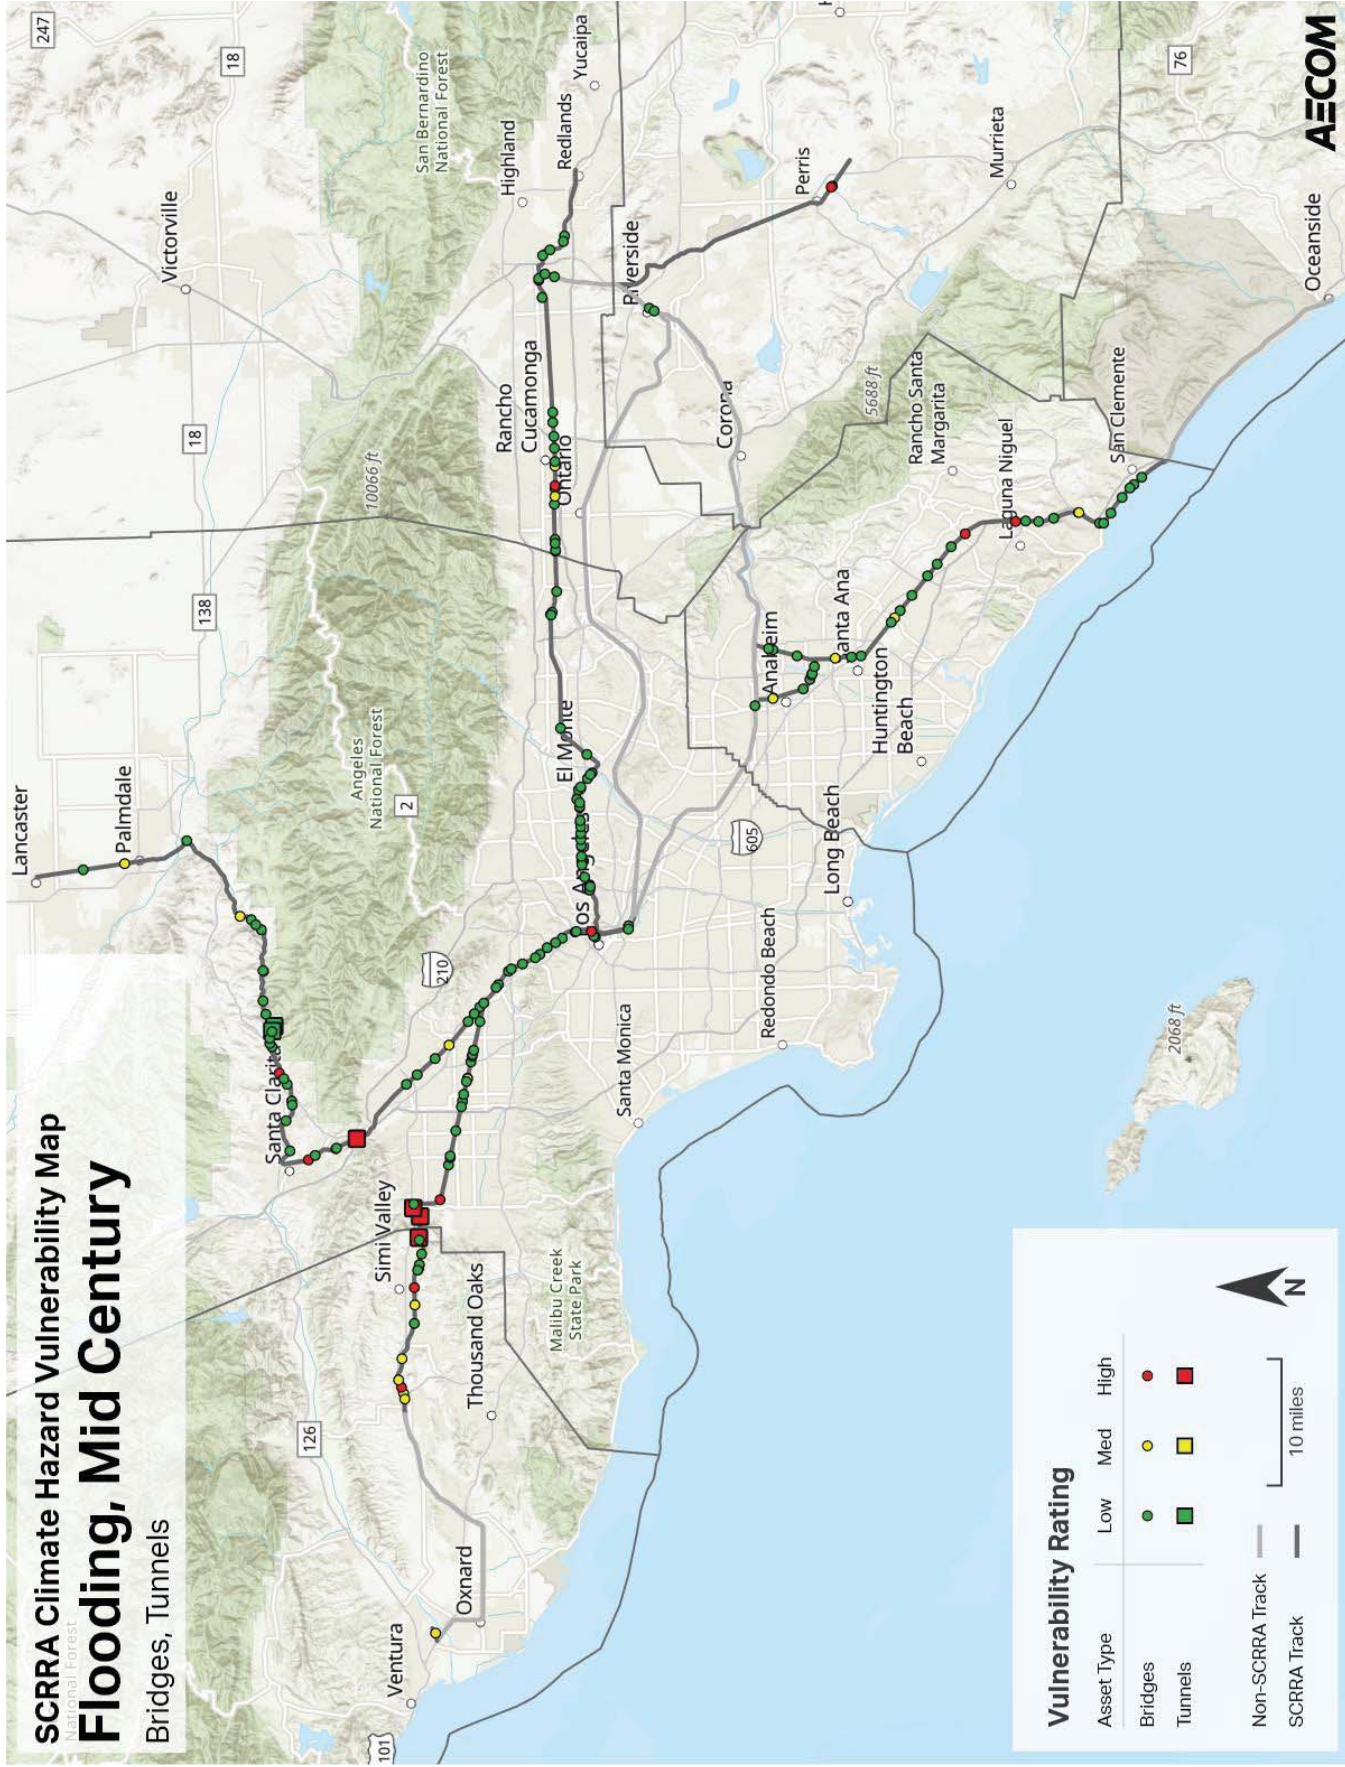 SCRRA Climate Hazard Vulnerability Map
National Forest
Flooding, Mid Century
Bridges, Tunnels
Lancaster
Palmdale
Victorville
247
18
18
138
San Bernardino
National Forest
10066 ft
Angeles
National Forest
2
210
126
Santa Clarita
Simi Valley
Thousand Oaks
Malibu Creek
State Park
Ventura
Oxnard
101
Highland
Redlands
Yucaipa
Rancho
Cucamonga
Ontario
El Monte
Los Angeles
Santa Monica
Redondo Beach
Long Beach
605
Riverside
Corona
Perris
Murrieta
Anaheim
Santa Ana
Huntington
Beach
5688 ft
Rancho Santa
Margarita
Laguna Niguel
San Clemente
Oceanside
76
2068 ft
Vulnerability Rating
Asset Type Low Med High
Bridges
Tunnels
Non-SCRRA Track
SCRRA Track
10 miles
N
AECOM